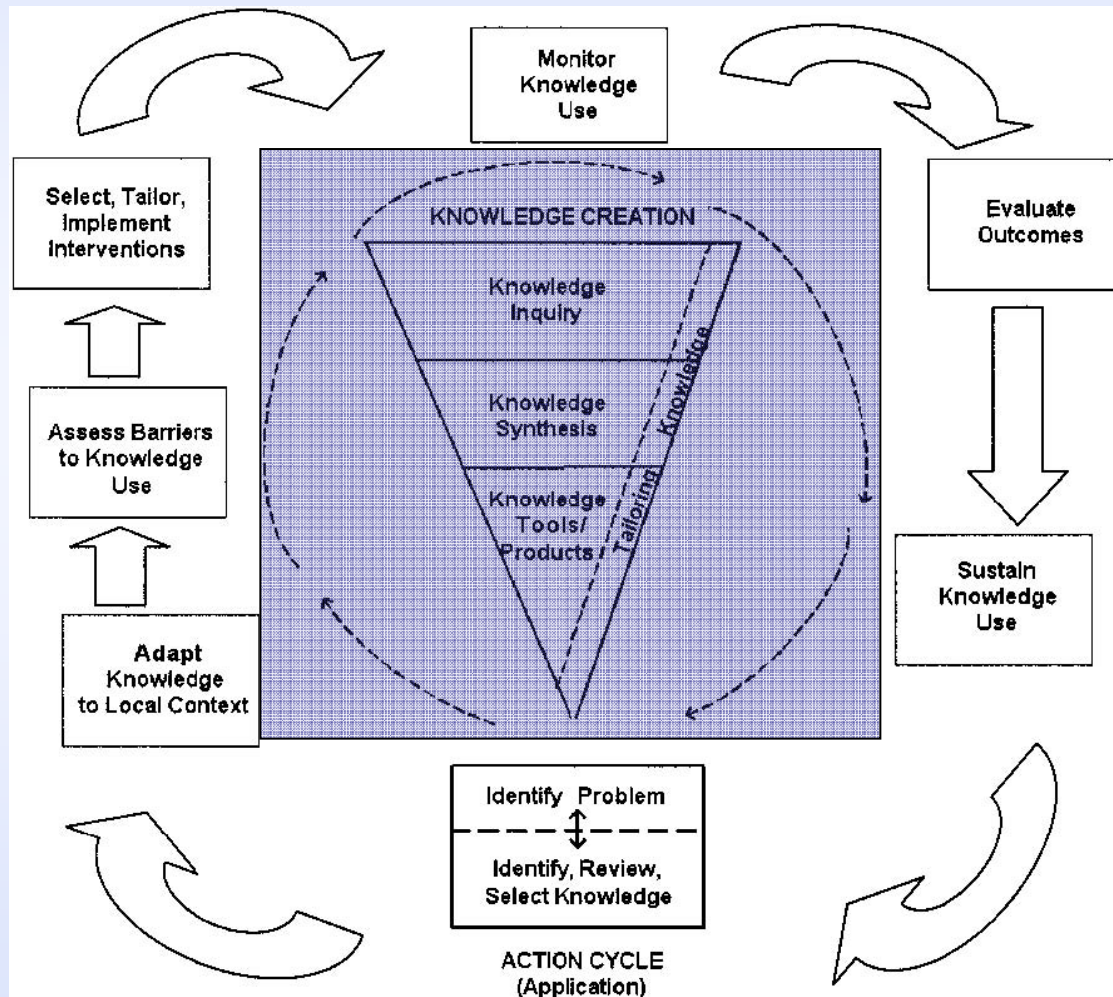 Monitor
Knowledge
Use
Select, Tailor,
Implement
Interventions
Evaluate
Outcomes
KNOWLEDGE CREATION
Knowledge
Inquiry
Knowledge
Synthesis
Knowledge
Tools/
Products
Tailoring Knowledge
Assess Barriers
to Knowledge
Use
Sustain
Knowledge
Use
Adapt
Knowledge
to Local Context
Identify Problem
Identify, Review,
Select Knowledge
ACTION CYCLE
(Application)